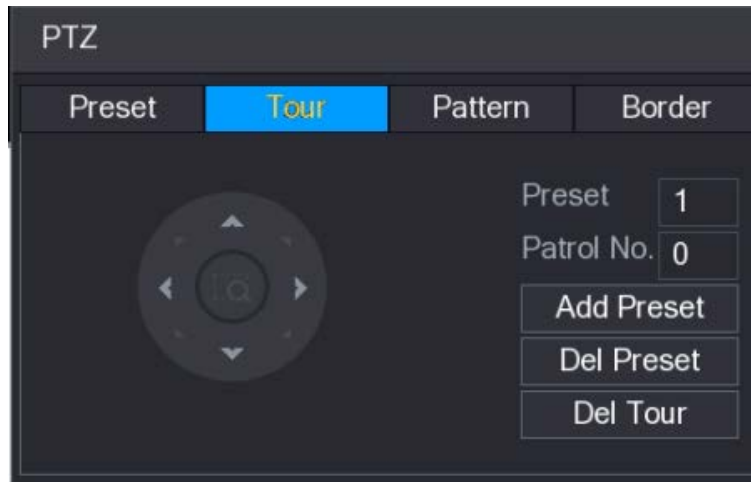 PTZ
Preset Tour Pattern Border
Preset 1
Patrol No. 0
Add Preset
Del Preset
Del Tour